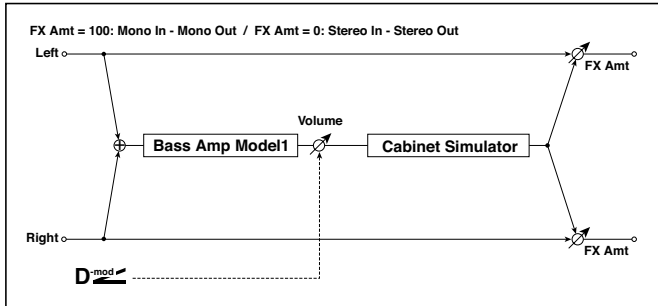 FX Amt = 100: Mono In - Mono Out / FX Amt = 0: Stereo In - Stereo Out
Left
FX Amt
Volume
Bass Amp Model1
Cabinet Simulator
Right
FX Amt
D-mod